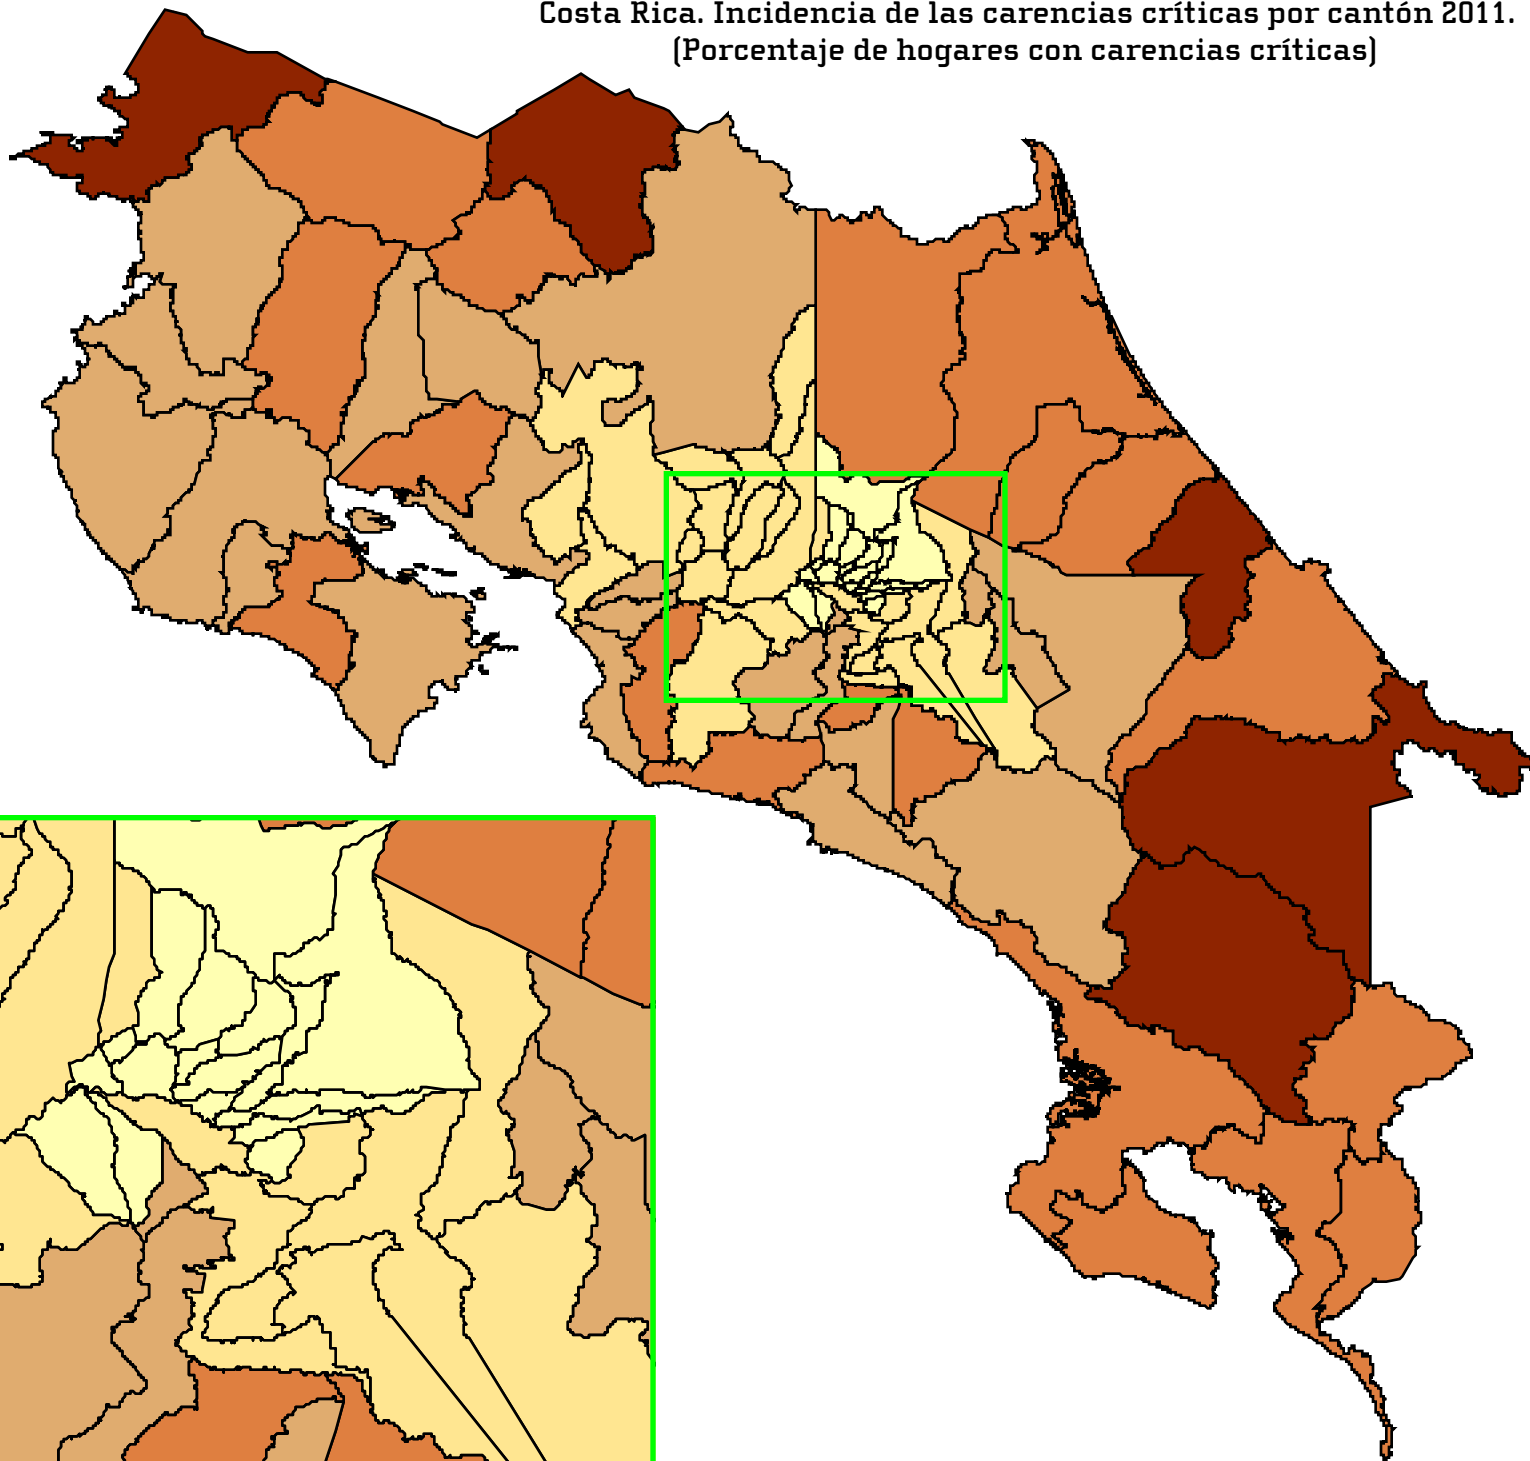 Costa Rica. Incidencia de las carencias críticas por cantón 2011.
(Porcentaje de hogares con carencias críticas)